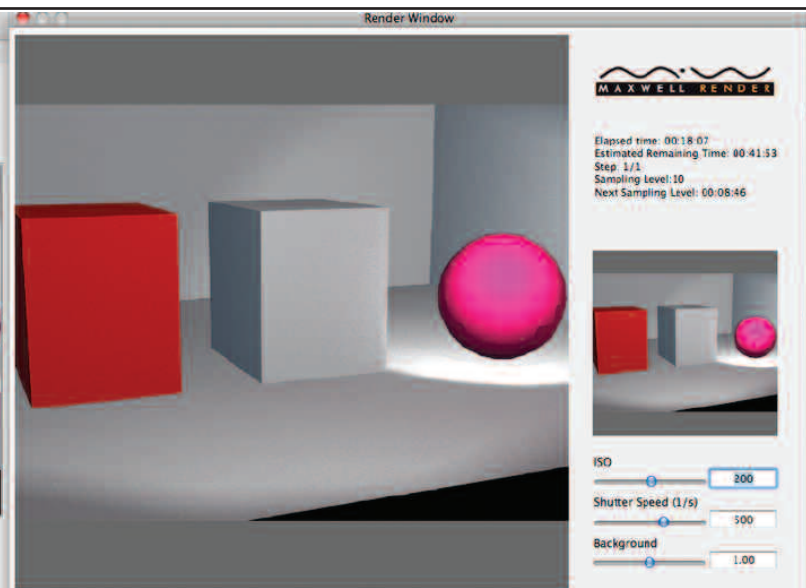 Render Window
MAXWELL RENDER
Elapsed time: 00:18:07
Estimated Remaining Time: 00:41:53
Step: 1/1
Sampling Level:10
Next Sampling Level: 00:08:46
ISO
200
Shutter Speed (1/s)
500
Background
1.00